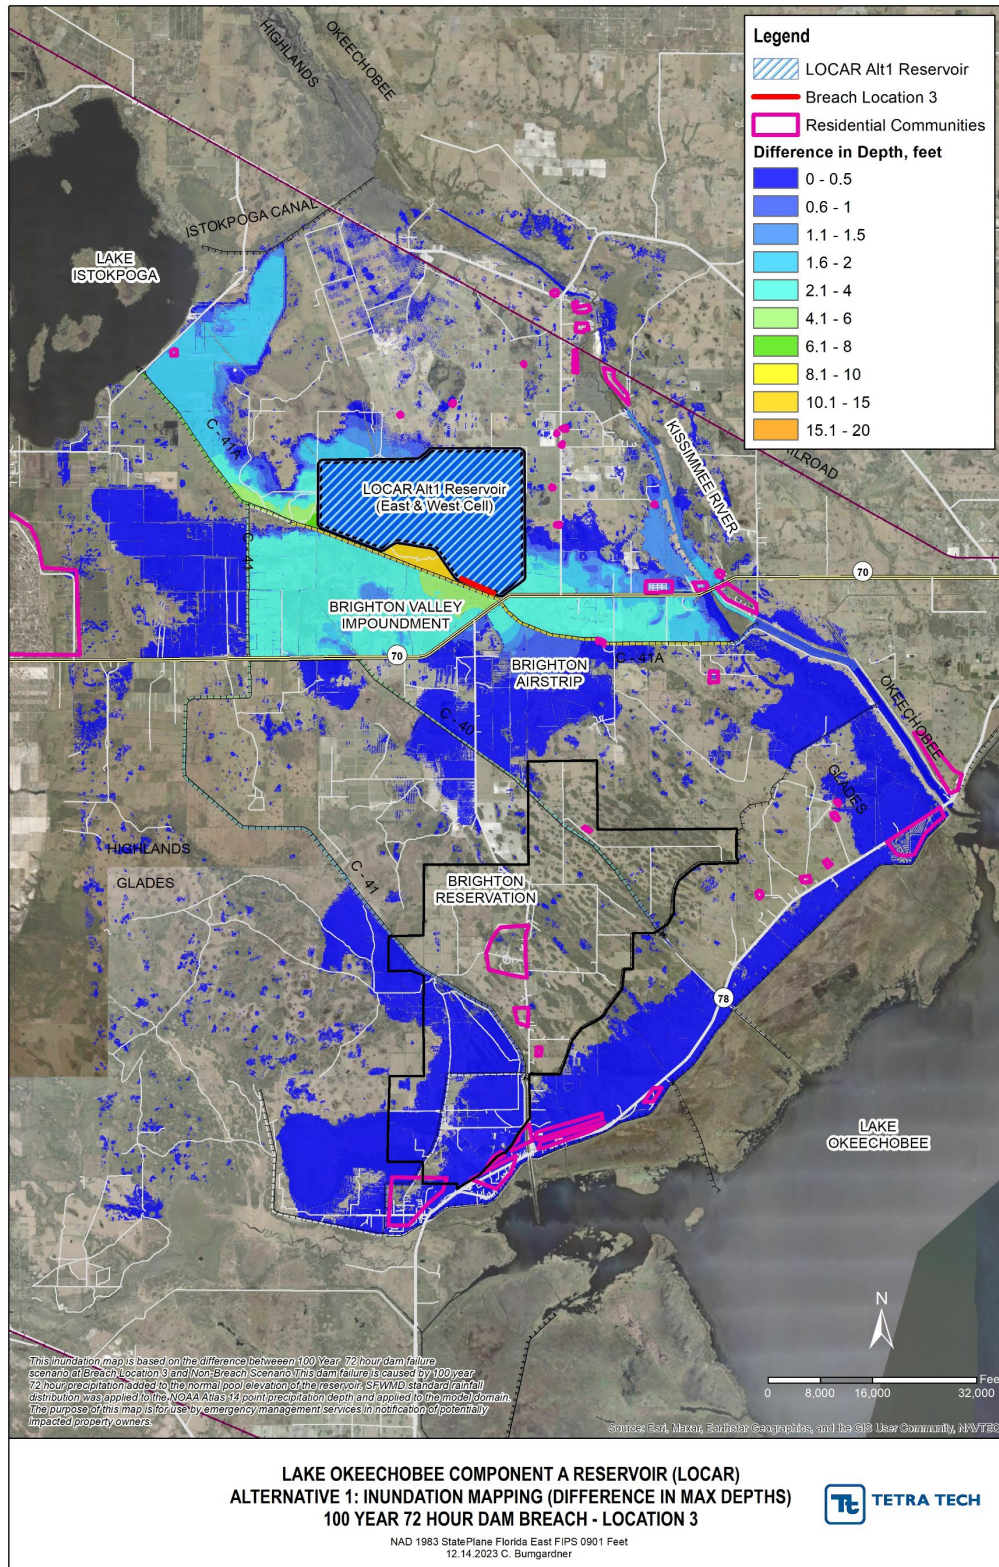 Legend
LOCAR Alt1 Reservoir
Breach Location 3
Residential Communities
Difference in Depth, feet
0 - 0.5
0.6 - 1
1.1 - 1.5
1.6 - 2
2.1 - 4
4.1 - 6
6.1 - 8
8.1 - 10
10.1 - 15
15.1 - 20
HIGHLANDS
OKEECHOBEE
ISTOKPOGA CANAL
LAKE
ISTOKPOGA
C - 41A
KISSIMMEE RIVER
ILROAD
LOCAR Alt1 Reservoir
(East & West Cell)
C - 41
70
BRIGHTON VALLEY
IMPOUNDMENT
70
BRIGHTON
AIRSTRIP
C - 41A
OKEECHOBEE
GLADES
C - 40
HIGHLANDS
GLADES
C - 41
BRIGHTON
RESERVATION
78
LAKE
OKEECHOBEE
N
This inundation map is based on the difference betweeen 100 Year 72 hour dam failure
scenario at Breach Location 3 and Non-Breach Scenario.This dam failure is caused by 100 year
72 hour precipitation added to the normal pool elevation of the reservoir. SFWMD standard rainfall
distribution was applied to the NOAA Atlas 14 point precipitation depth and applied to the model domain.
The purpose of this map is for use by emergency management services in notification of potentially
impacted property owners.
Fee
0 8,000 16,000 32,000
Source: Esri, Maxar, Earthstar Geographics, and the GIS User Community, NAVTEQ
LAKE OKEECHOBEE COMPONENT A RESERVOIR (LOCAR)
ALTERNATIVE 1: INUNDATION MAPPING (DIFFERENCE IN MAX DEPTHS)
100 YEAR 72 HOUR DAM BREACH - LOCATION 3
NAD 1983 StatePlane Florida East FIPS 0901 Feet
12.14.2023 C. Bumgardner
Tt TETRA TECH